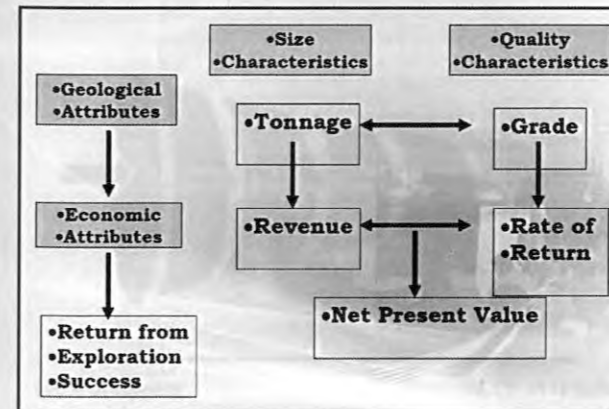 •Size
•Characteristics
•Quality
•Characteristics
•Geological
•Attributes
•Tonnage
•Grade
•Economic
•Attributes
•Revenue
•Rate of
•Return
•Net Present Value
•Return from
•Exploration
•Success